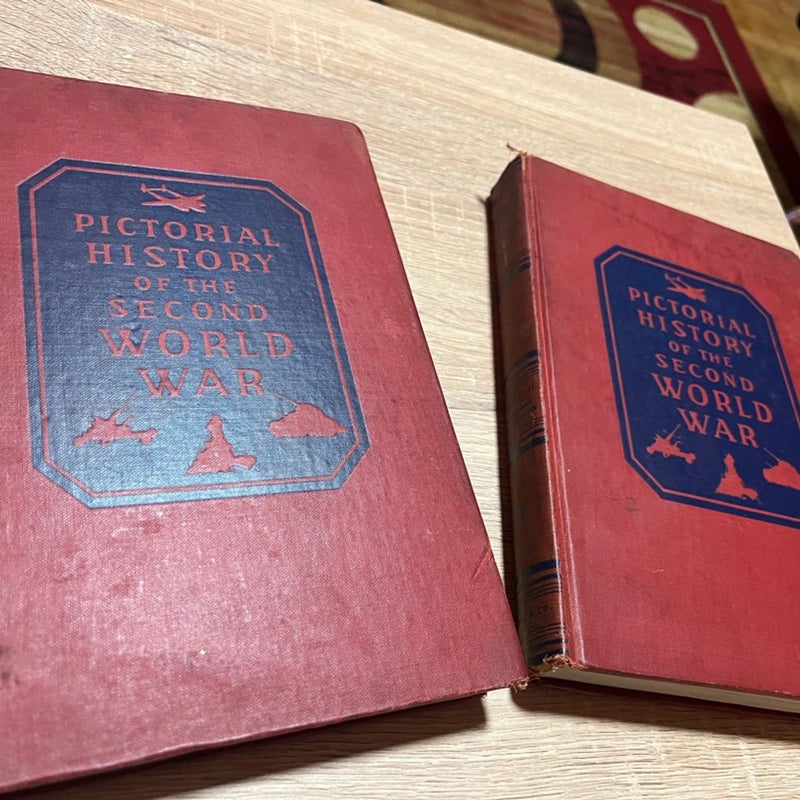 PICTORIAL
HISTORY
OF THE
SECOND
WORLD
WAR
PICTORIAL
HISTORY
OF THE
SECOND
WORLD
WAR